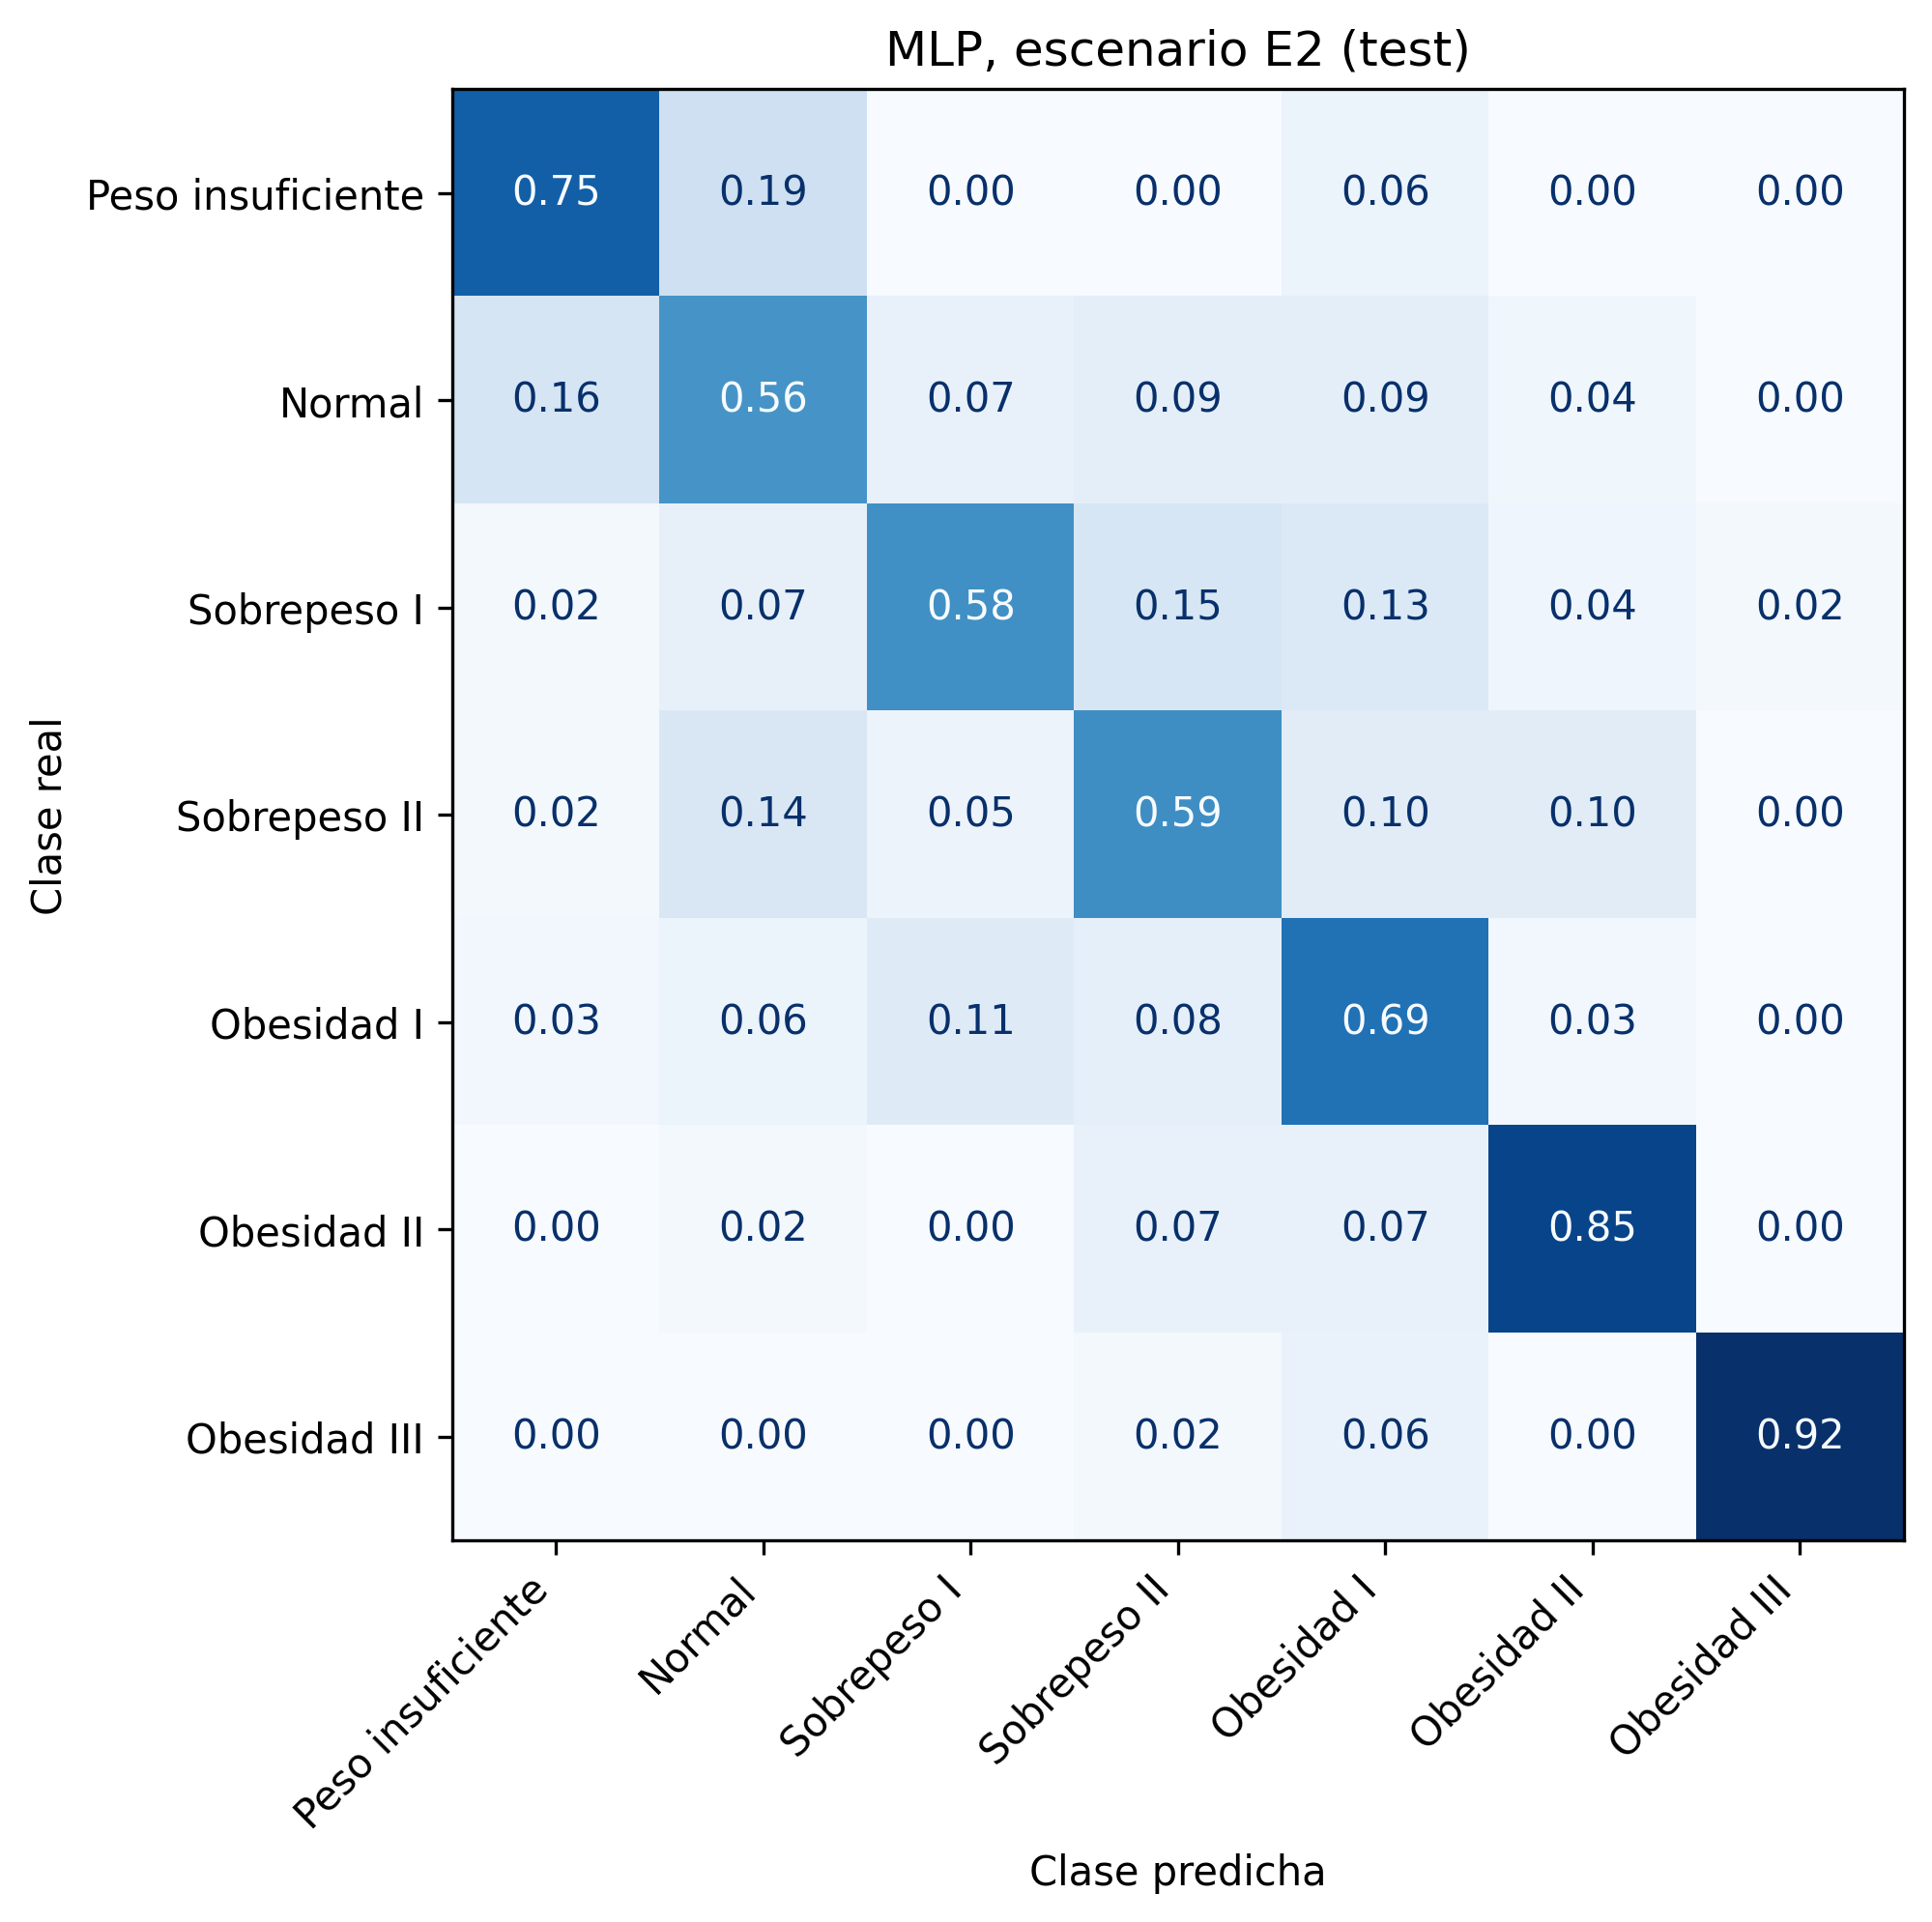 MLP, escenario E2 (test)
Peso insuficiente 0.75 0.19 0.00 0.00 0.06 0.00 0.00
Normal 0.16 0.56 0.07 0.09 0.09 0.04 0.00
Sobrepeso I 0.02 0.07 0.58 0.15 0.13 0.04 0.02
Sobrepeso II 0.02 0.14 0.05 0.59 0.10 0.10 0.00
Obesidad I 0.03 0.06 0.11 0.08 0.69 0.03 0.00
Obesidad II 0.00 0.02 0.00 0.07 0.07 0.85 0.00
Obesidad III 0.00 0.00 0.00 0.02 0.06 0.00 0.92
Clase real
Peso insuficiente
Normal
Sobrepeso I
Sobrepeso II
Obesidad I
Obesidad II
Obesidad III
Clase predicha